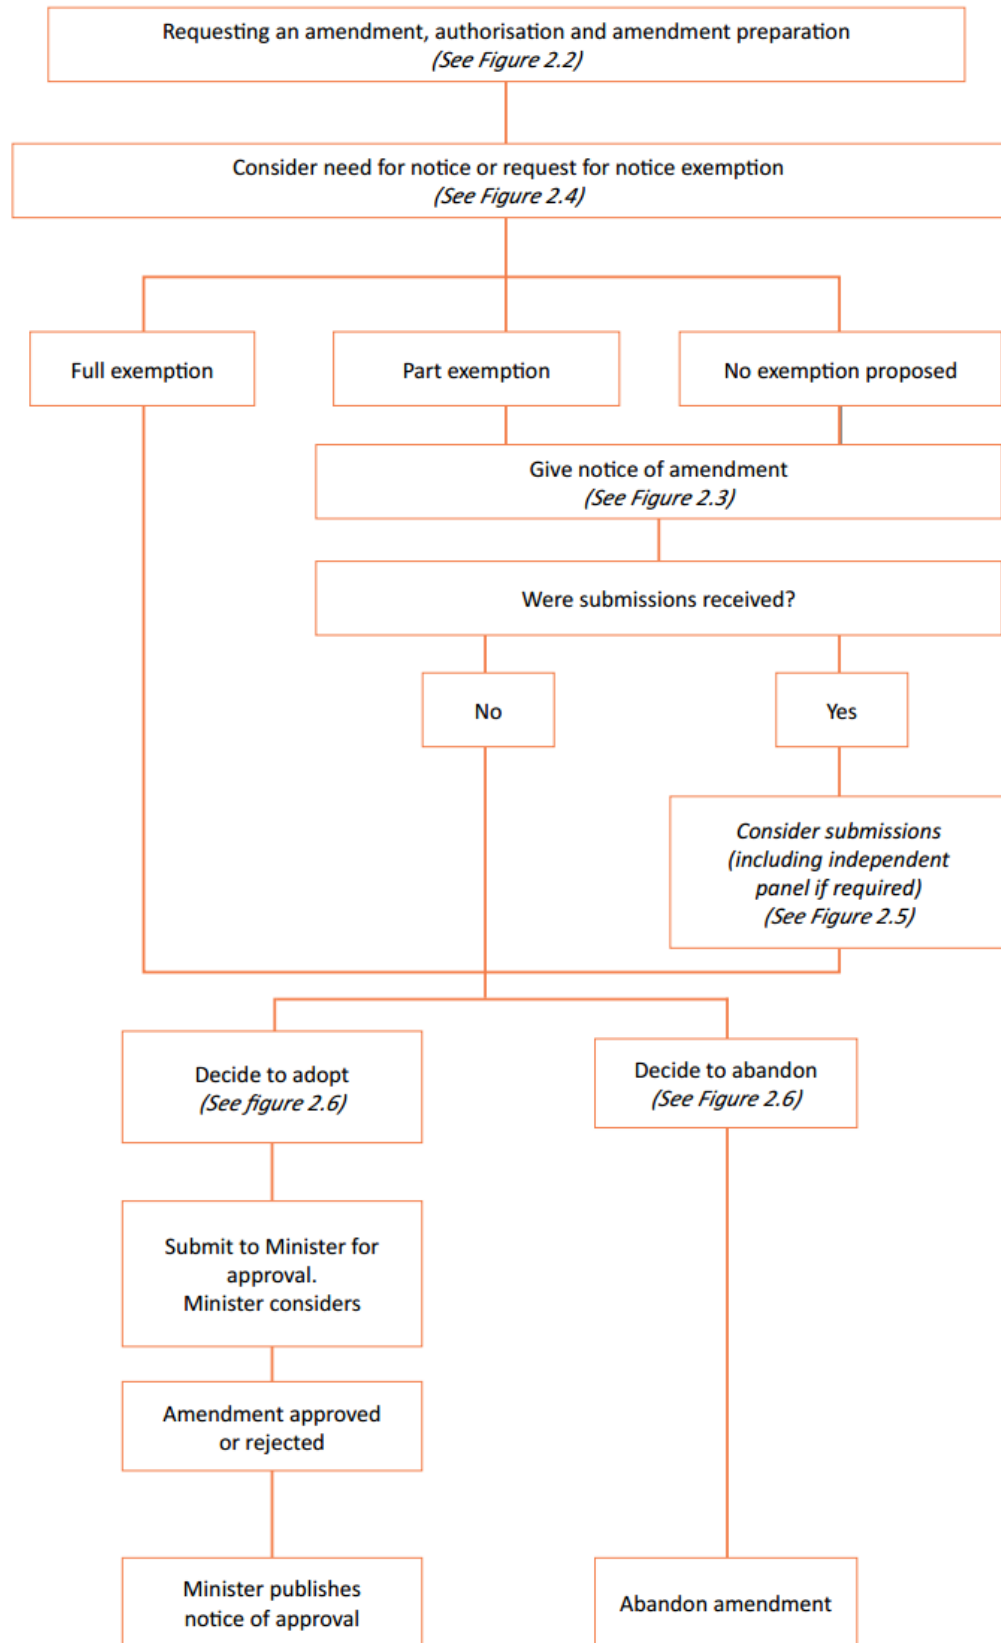 Requesting an amendment, authorisation and amendment preparation
(See Figure 2.2)
Consider need for notice or request for notice exemption
(See Figure 2.4)
Full exemption
Part exemption
No exemption proposed
Give notice of amendment
(See Figure 2.3)
Were submissions received?
No
Yes
Consider submissions
(including independent
panel if required)
(See Figure 2.5)
Decide to adopt
(See figure 2.6)
Decide to abandon
(See Figure 2.6)
Submit to Minister for
approval.
Minister considers
Amendment approved
or rejected
Minister publishes
notice of approval
Abandon amendment